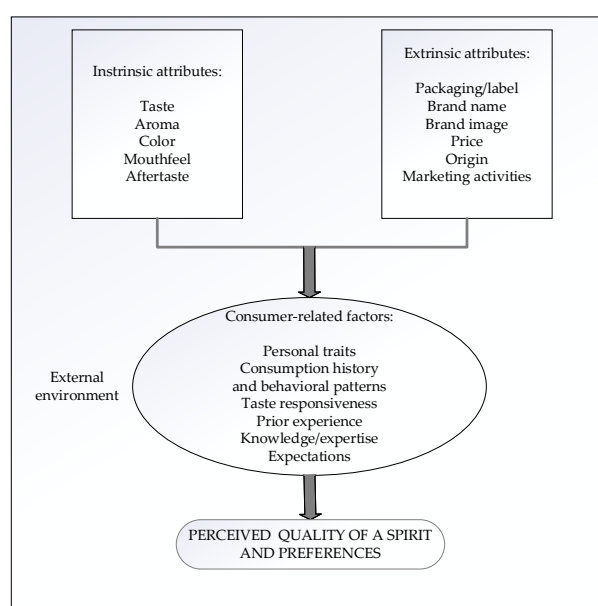 Instrinsic attributes:
Taste
Aroma
Color
Mouthfeel
Aftertaste
Extrinsic attributes:
Packaging/label
Brand name
Brand image
Price
Origin
Marketing activities
Consumer-related factors:
Personal traits
Consumption history
and behavioral patterns
Taste responsiveness
Prior experience
Knowledge/expertise
Expectations
External
environment
PERCEIVED QUALITY OF A SPIRIT
AND PREFERENCES